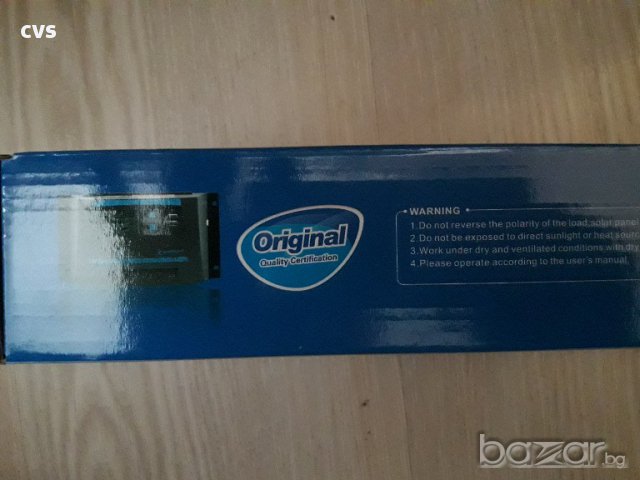 CVS
Original
Quality Certification
WARNING
1.Do not reverse the polarity of the load,solar pane
2.Do not be exposed to direct sunlight or heat sourc
3.Work under dry and ventilated conditions with dry
4.Please operate according to the user's manual.
bazar.bg